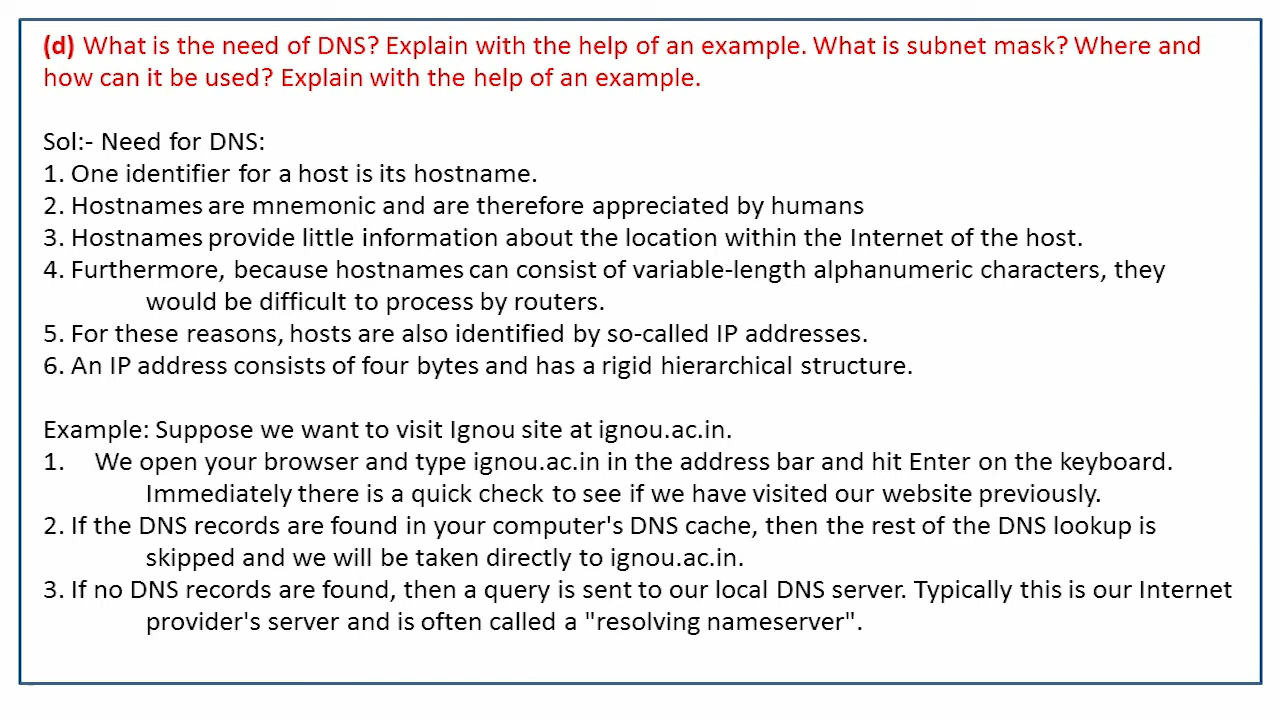 (d) What is the need of DNS? Explain with the help of an example. What is subnet mask? Where and
how can it be used? Explain with the help of an example.
Sol:- Need for DNS:
1. One identifier for a host is its hostname.
2. Hostnames are mnemonic and are therefore appreciated by humans
3. Hostnames provide little information about the location within the Internet of the host.
4. Furthermore, because hostnames can consist of variable-length alphanumeric characters, they
would be difficult to process by routers.
5. For these reasons, hosts are also identified by so-called IP addresses.
6. An IP address consists of four bytes and has a rigid hierarchical structure.
Example: Suppose we want to visit Ignou site at ignou.ac.in.
1. We open your browser and type ignou.ac.in in the address bar and hit Enter on the keyboard.
Immediately there is a quick check to see if we have visited our website previously.
2. If the DNS records are found in your computer's DNS cache, then the rest of the DNS lookup is
skipped and we will be taken directly to ignou.ac.in.
3. If no DNS records are found, then a query is sent to our local DNS server. Typically this is our Internet
provider's server and is often called a "resolving nameserver".